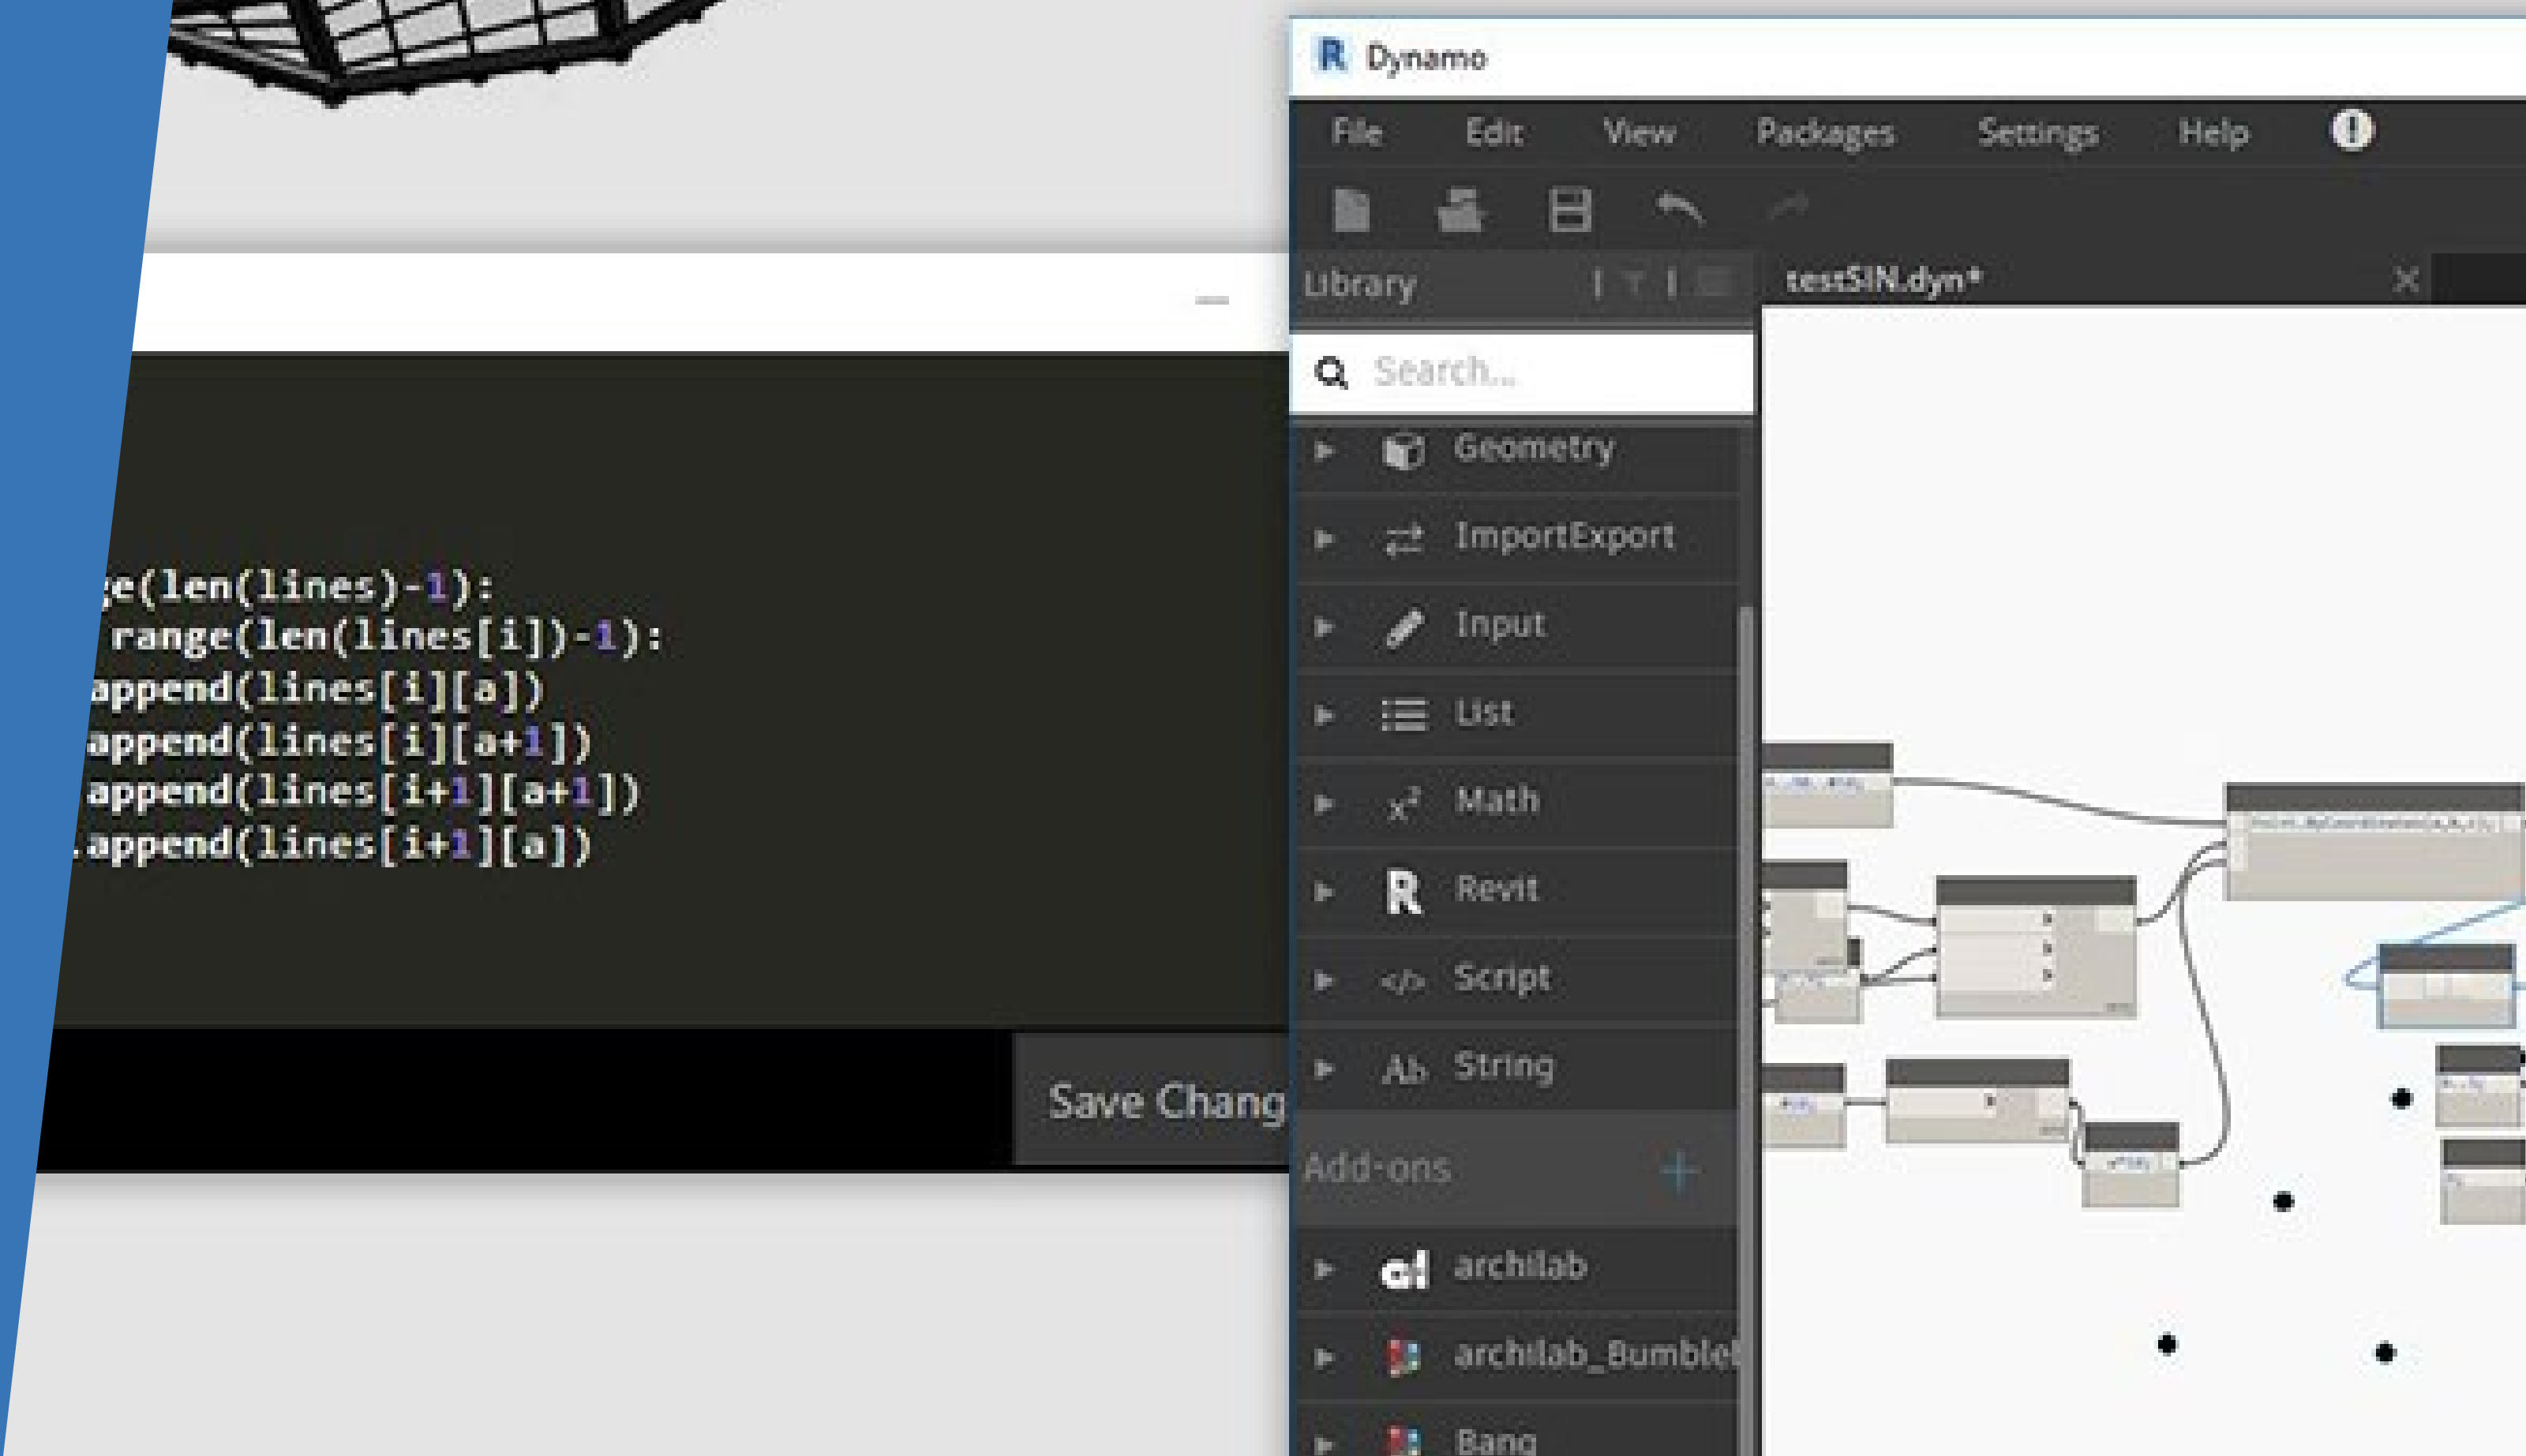 ge(len(lines)-1):
range(len(lines[i])-1):
append(lines[i][a])
append(lines[i][a+1])
append(lines[i+1][a+1])
.append(lines[i+1][a])
Save Chang
R Dynamo
File Edit View Packages Settings Help
Library
testSIN.dyn*
Search...
Geometry
ImportExport
Input
List
Math
Revit
Script
String
Add-ons
archilab
archilab_Bumble
Bang